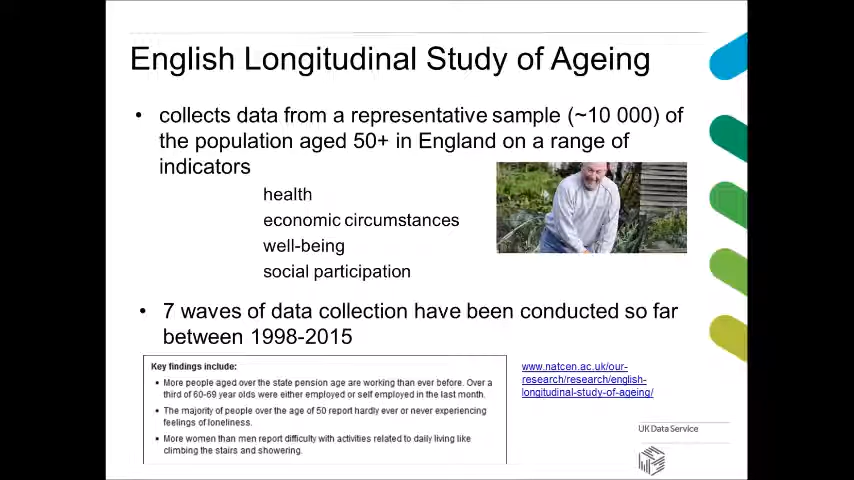 English Longitudinal Study of Ageing
• collects data from a representative sample (~10 000) of
the population aged 50+ in England on a range of
indicators
health
economic circumstances
well-being
social participation
• 7 waves of data collection have been conducted so far
between 1998-2015
Key findings include:
• More people aged over the state pension age are working than ever before. Over a
third of 60-69 year olds were either employed or self employed in the last month.
• The majority of people over the age of 50 report hardly ever or never experiencing
feelings of loneliness.
• More women than men report difficulty with activities related to daily living like
climbing the stairs and showering.
www.natcen.ac.uk/our-
research/research/english-
longitudinal-study-of-ageing/
UK Data Service